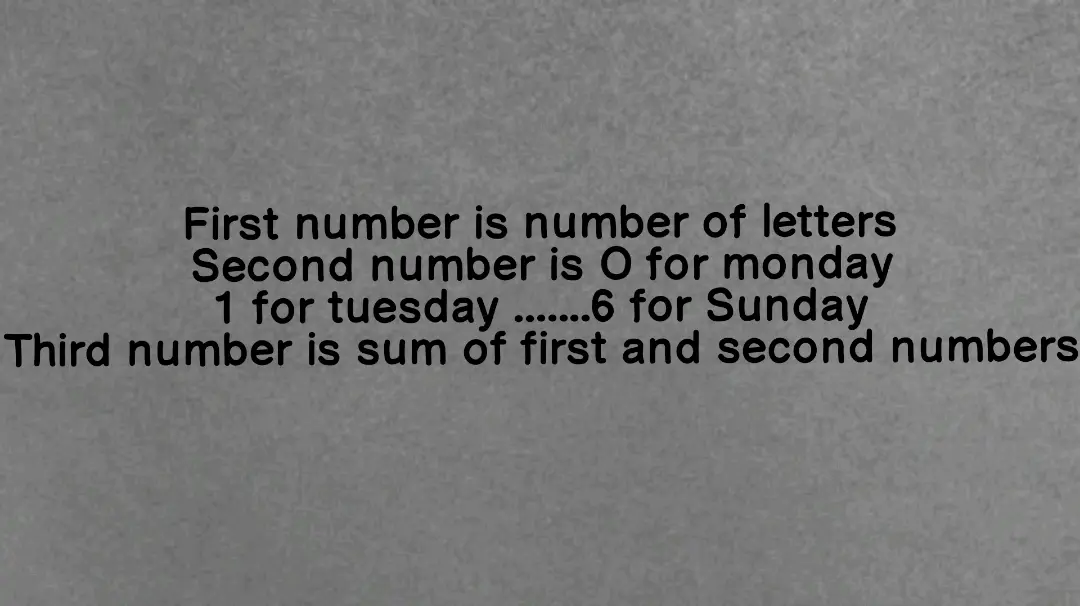 First number is number of letters
Second number is O for monday
1 for tuesday .......6 for Sunday
Third number is sum of first and second numbers